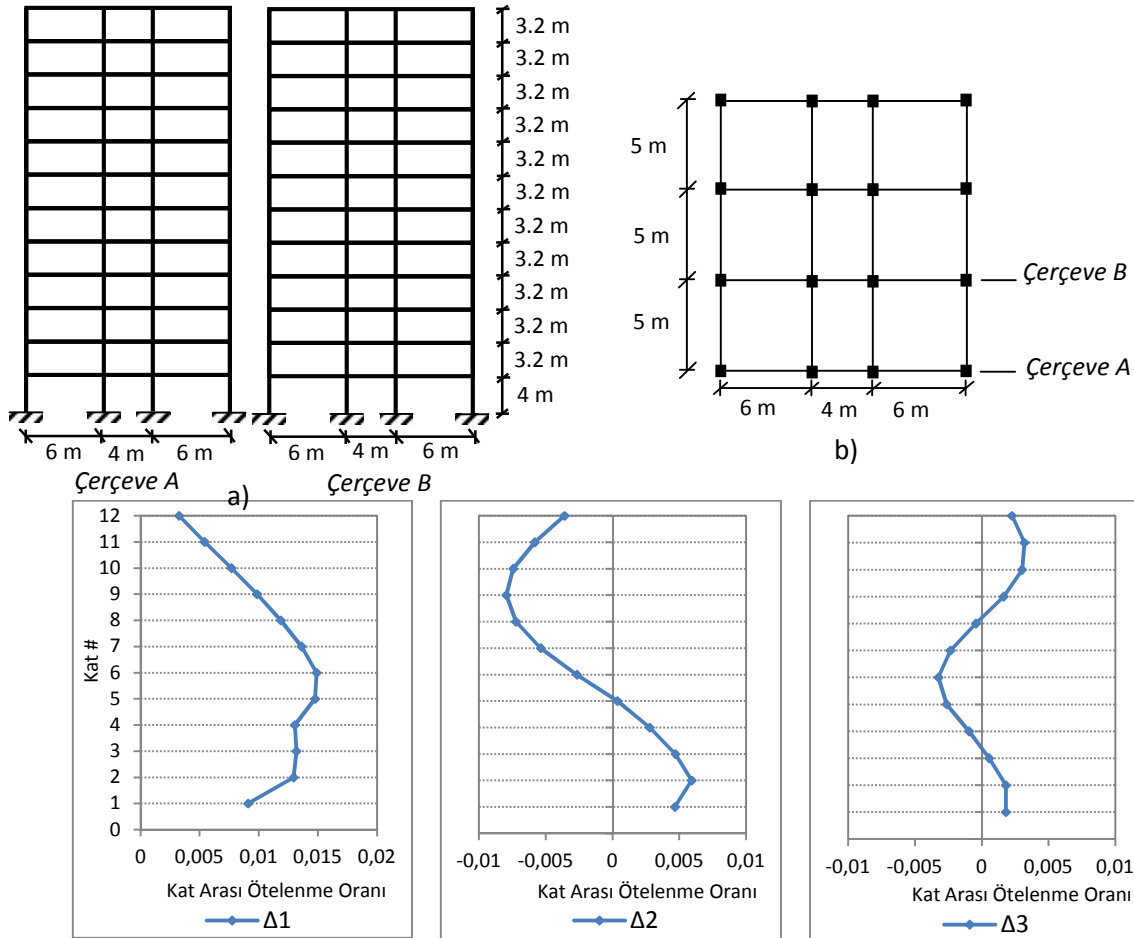 3.2 m
3.2 m
3.2 m
3.2 m
3.2 m
3.2 m
3.2 m
3.2 m
3.2 m
3.2 m
3.2 m
4 m
6 m 4 m 6 m
6 m 4 m 6 m
Çerçeve A
a)
Çerçeve B
5 m
5 m
5 m
Çerçeve B
Çerçeve A
6 m 4 m 6 m
b)
Kat #
12
11
10
9
8
7
6
5
4
3
2
1
0
0 0,005 0,01 0,015 0,02
Kat Arası Ötelenme Oranı
Δ1
-0,01 -0,005 0 0,005 0,01
Kat Arası Ötelenme Oranı
Δ2
-0,01 -0,005 0 0,005 0,01
Kat Arası Ötelenme Oranı
Δ3